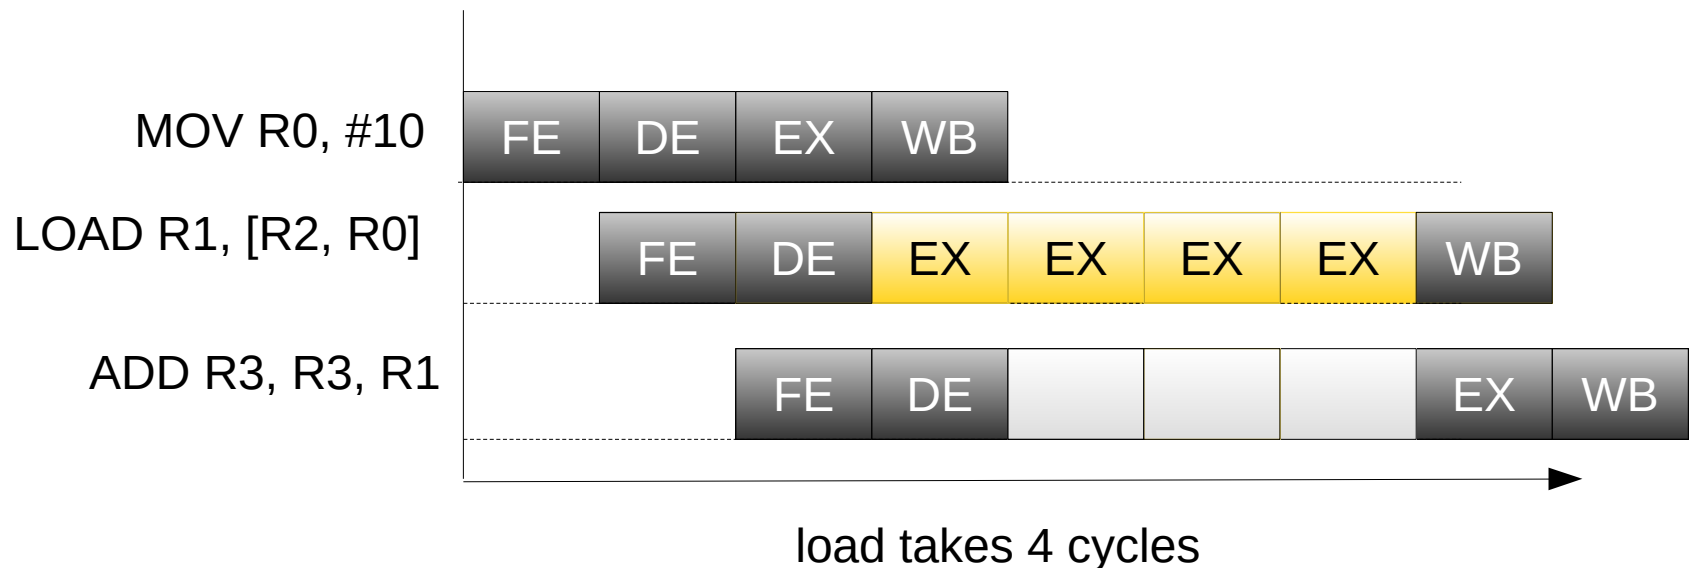 MOV R0, #10 FE DE EX WB
LOAD R1, [R2, R0] FE DE EX EX EX EX WB
ADD R3, R3, R1 FE DE EX WB
load takes 4 cycles